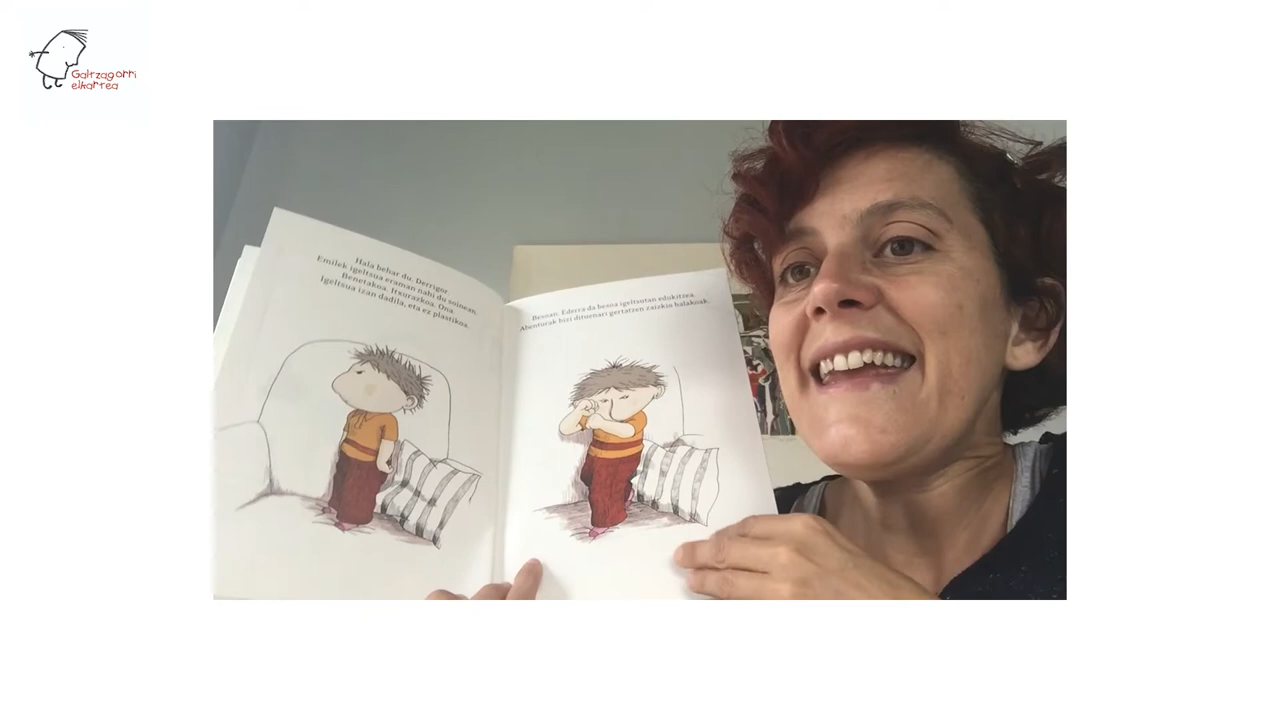 Galtzagorri
elkartea
Hala behar du. Derrigor
Emilek igeltsua eraman nahi du soinean.
Benetakoa. Itxurazkoa. Ona.
Igeltsua izan dadila, eta ez plastikoa.
Besoan. Ederra da besoa igeltsutan edukitzea.
Abenturak bizi dituenari gertatzen zaizkio halakoak.